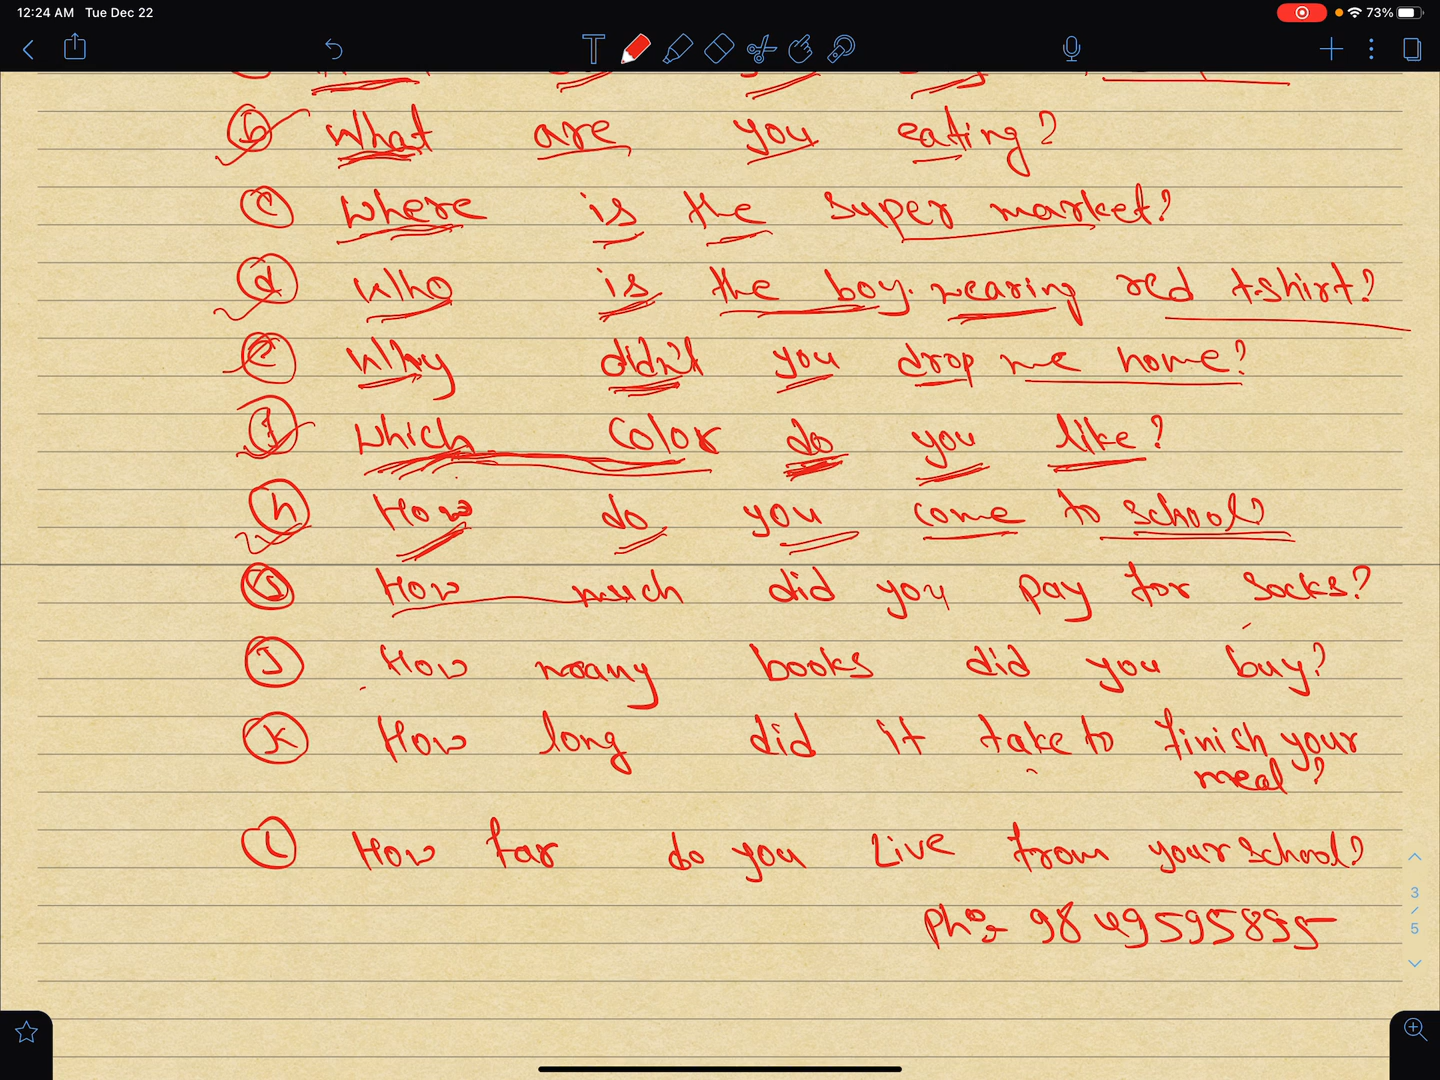 12:24 AM Tue Dec 22 73%
T
b What are you eating?
c Where is the super market?
d Who is the boy wearing red t-shirt?
e Why didn't you drop me home?
f Which color do you like?
h How do you come to school?
How much did you pay for socks?
J How many books did you buy?
K How long did it take to finish your
meal?
L How far do you Live from your school?
3
/
5
Pho:- 9849595895